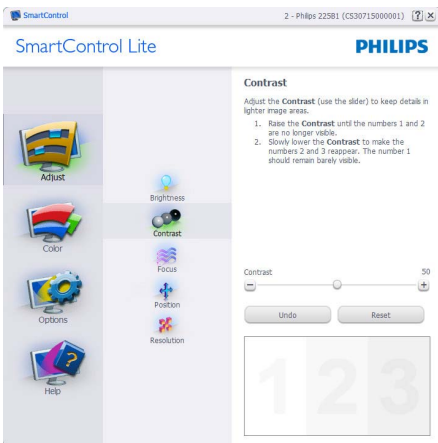 SmartControl
2 - Philips 225B1 (CS30715000001)
SmartControl Lite
PHILIPS
Adjust
Color
Options
Help
Brightness
Contrast
Focus
Position
Resolution
Contrast
Adjust the Contrast (use the slider) to keep details in
lighter image areas.
1. Raise the Contrast until the numbers 1 and 2
are no longer visible.
2. Slowly lower the Contrast to make the
numbers 2 and 3 reappear. The number 1
should remain barely visible.
Contrast 50
Undo Reset
1 2 3